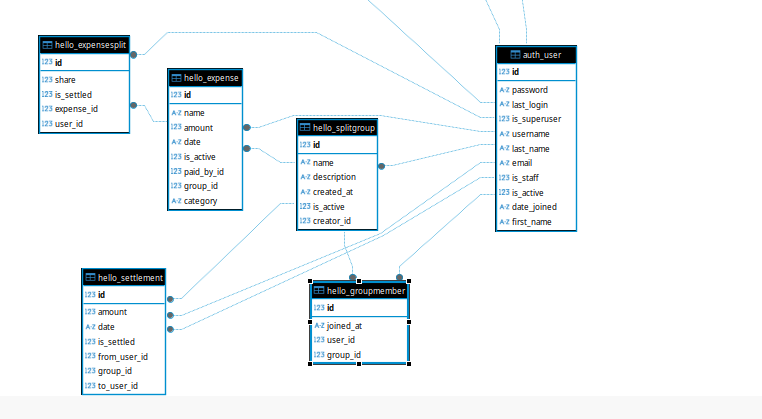 hello_expensesplit
123 id
123 share
123 is_settled
123 expense_id
123 user_id
hello_expense
123 id
A-Z name
123 amount
A-Z date
123 is_active
123 paid_by_id
123 group_id
A-Z category
hello_splitgroup
123 id
A-Z name
A-Z description
A-Z created_at
123 is_active
123 creator_id
auth_user
123 id
A-Z password
A-Z last_login
123 is_superuser
A-Z username
A-Z last_name
A-Z email
123 is_staff
123 is_active
A-Z date_joined
A-Z first_name
hello_settlement
123 id
123 amount
A-Z date
123 is_settled
123 from_user_id
123 group_id
123 to_user_id
hello_groupmember
123 id
A-Z joined_at
123 user_id
123 group_id